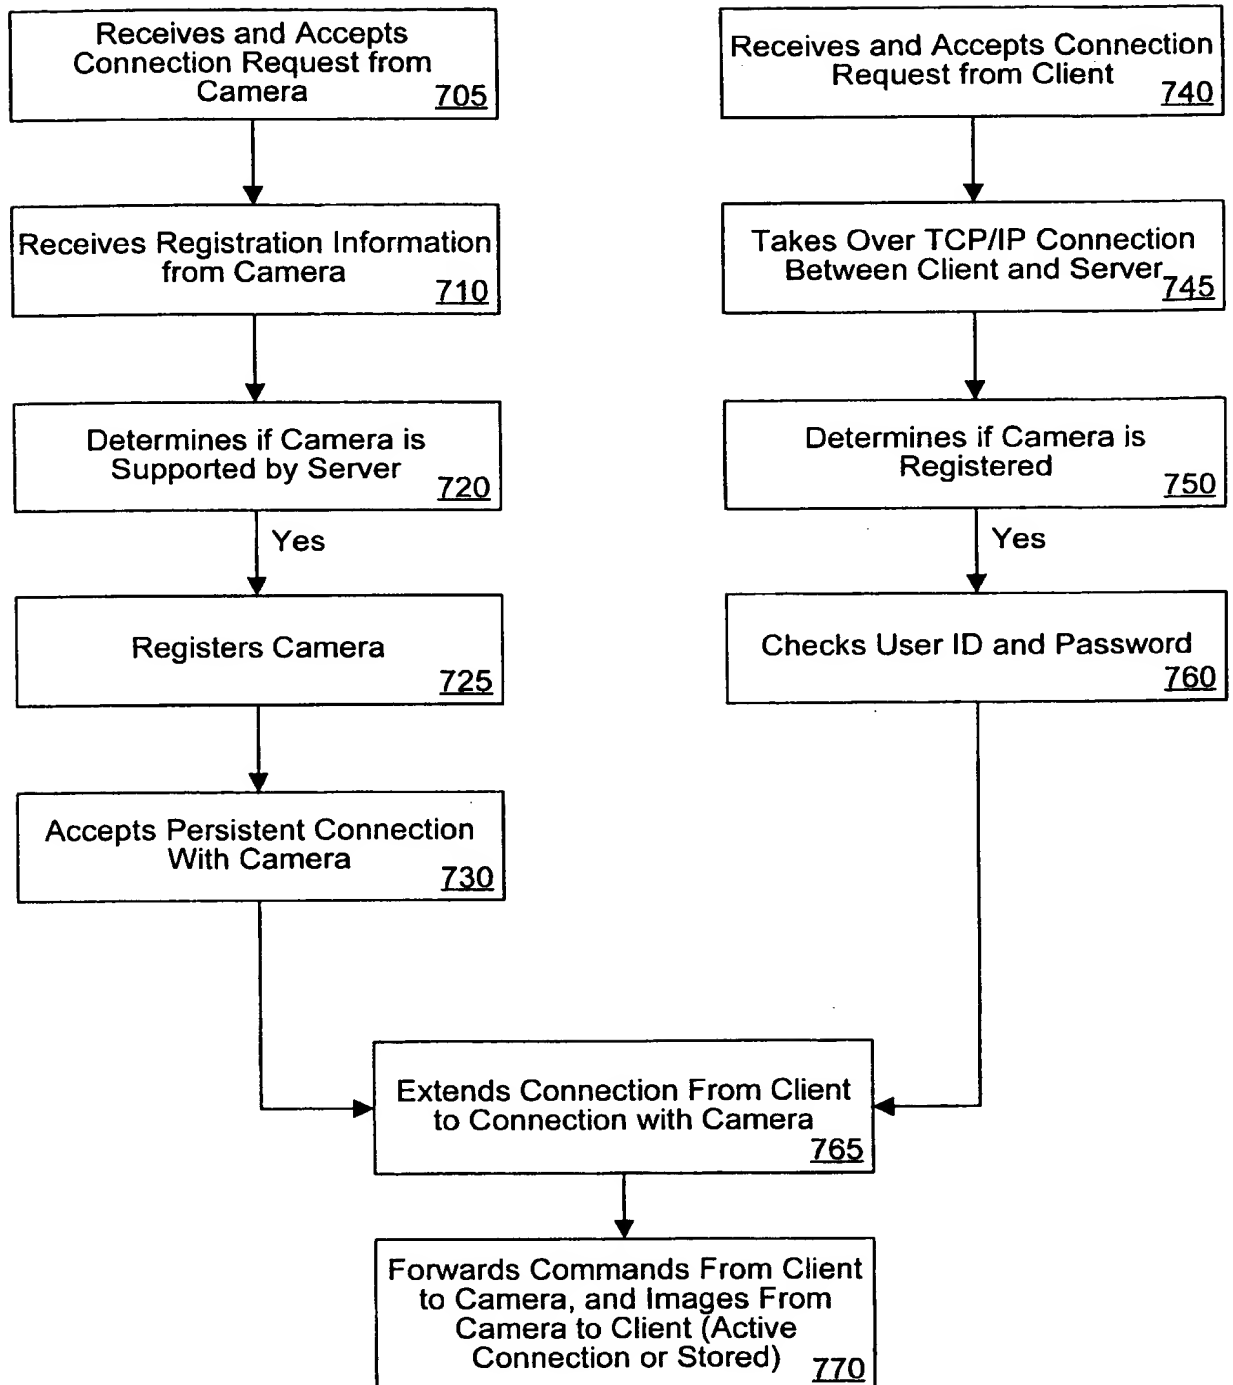 Receives and Accepts
Connection Request from
Camera 705
Receives Registration Information
from Camera
710
Determines if Camera is
Supported by Server
720
Yes
Registers Camera
725
Accepts Persistent Connection
With Camera
730
Receives and Accepts Connection
Request from Client
740
Takes Over TCP/IP Connection
Between Client and Server
745
Determines if Camera is
Registered
750
Yes
Checks User ID and Password
760
Extends Connection From Client
to Connection with Camera
765
Forwards Commands From Client
to Camera, and Images From
Camera to Client (Active
Connection or Stored) 770